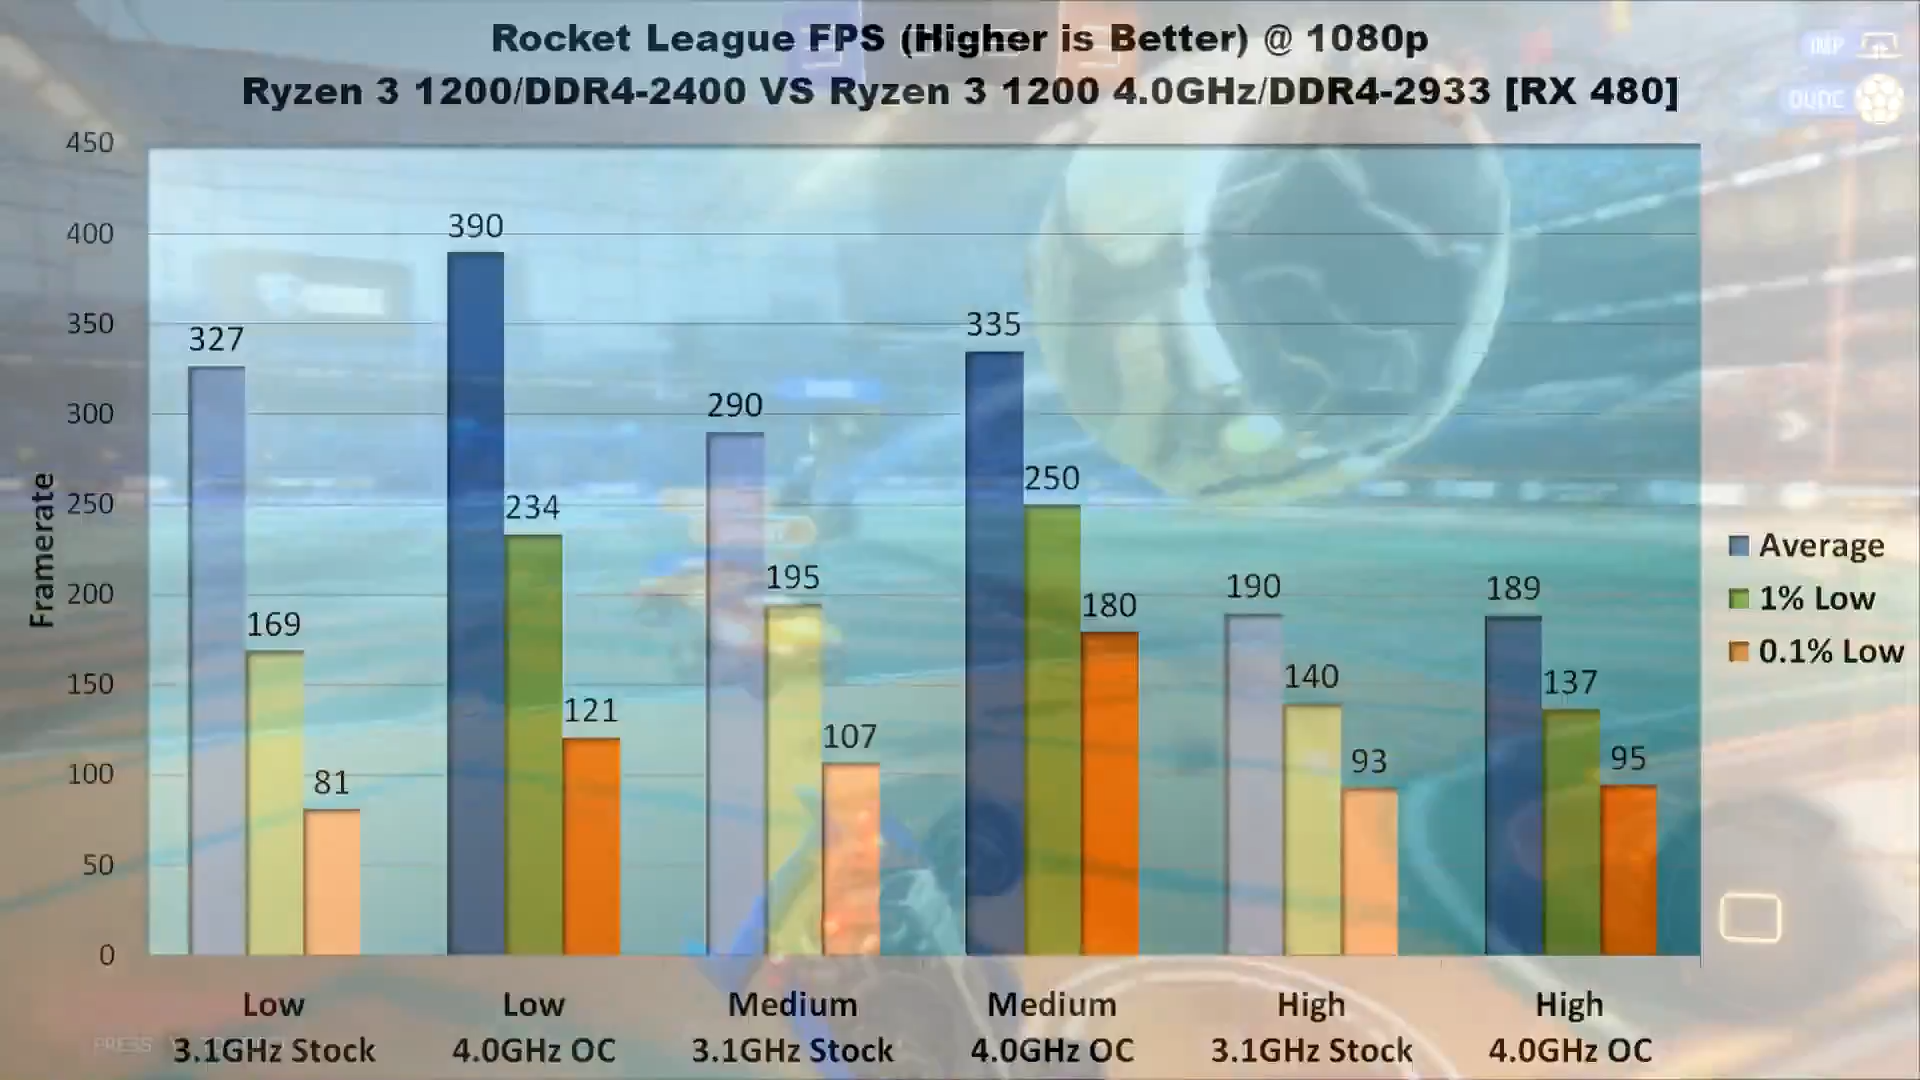 Rocket League FPS (Higher is Better) @ 1080p
Ryzen 3 1200/DDR4-2400 VS Ryzen 3 1200 4.0GHz/DDR4-2933 [RX 480]
IMP
450
400
350
300
250
200
150
100
50
0
Framerate
327
169
81
390
234
121
290
195
107
335
250
180
190
140
93
189
137
95
Average
1% Low
0.1% Low
Low
3.1GHz Stock
Low
4.0GHz OC
Medium
3.1GHz Stock
Medium
4.0GHz OC
High
3.1GHz Stock
High
4.0GHz OC
PRESS